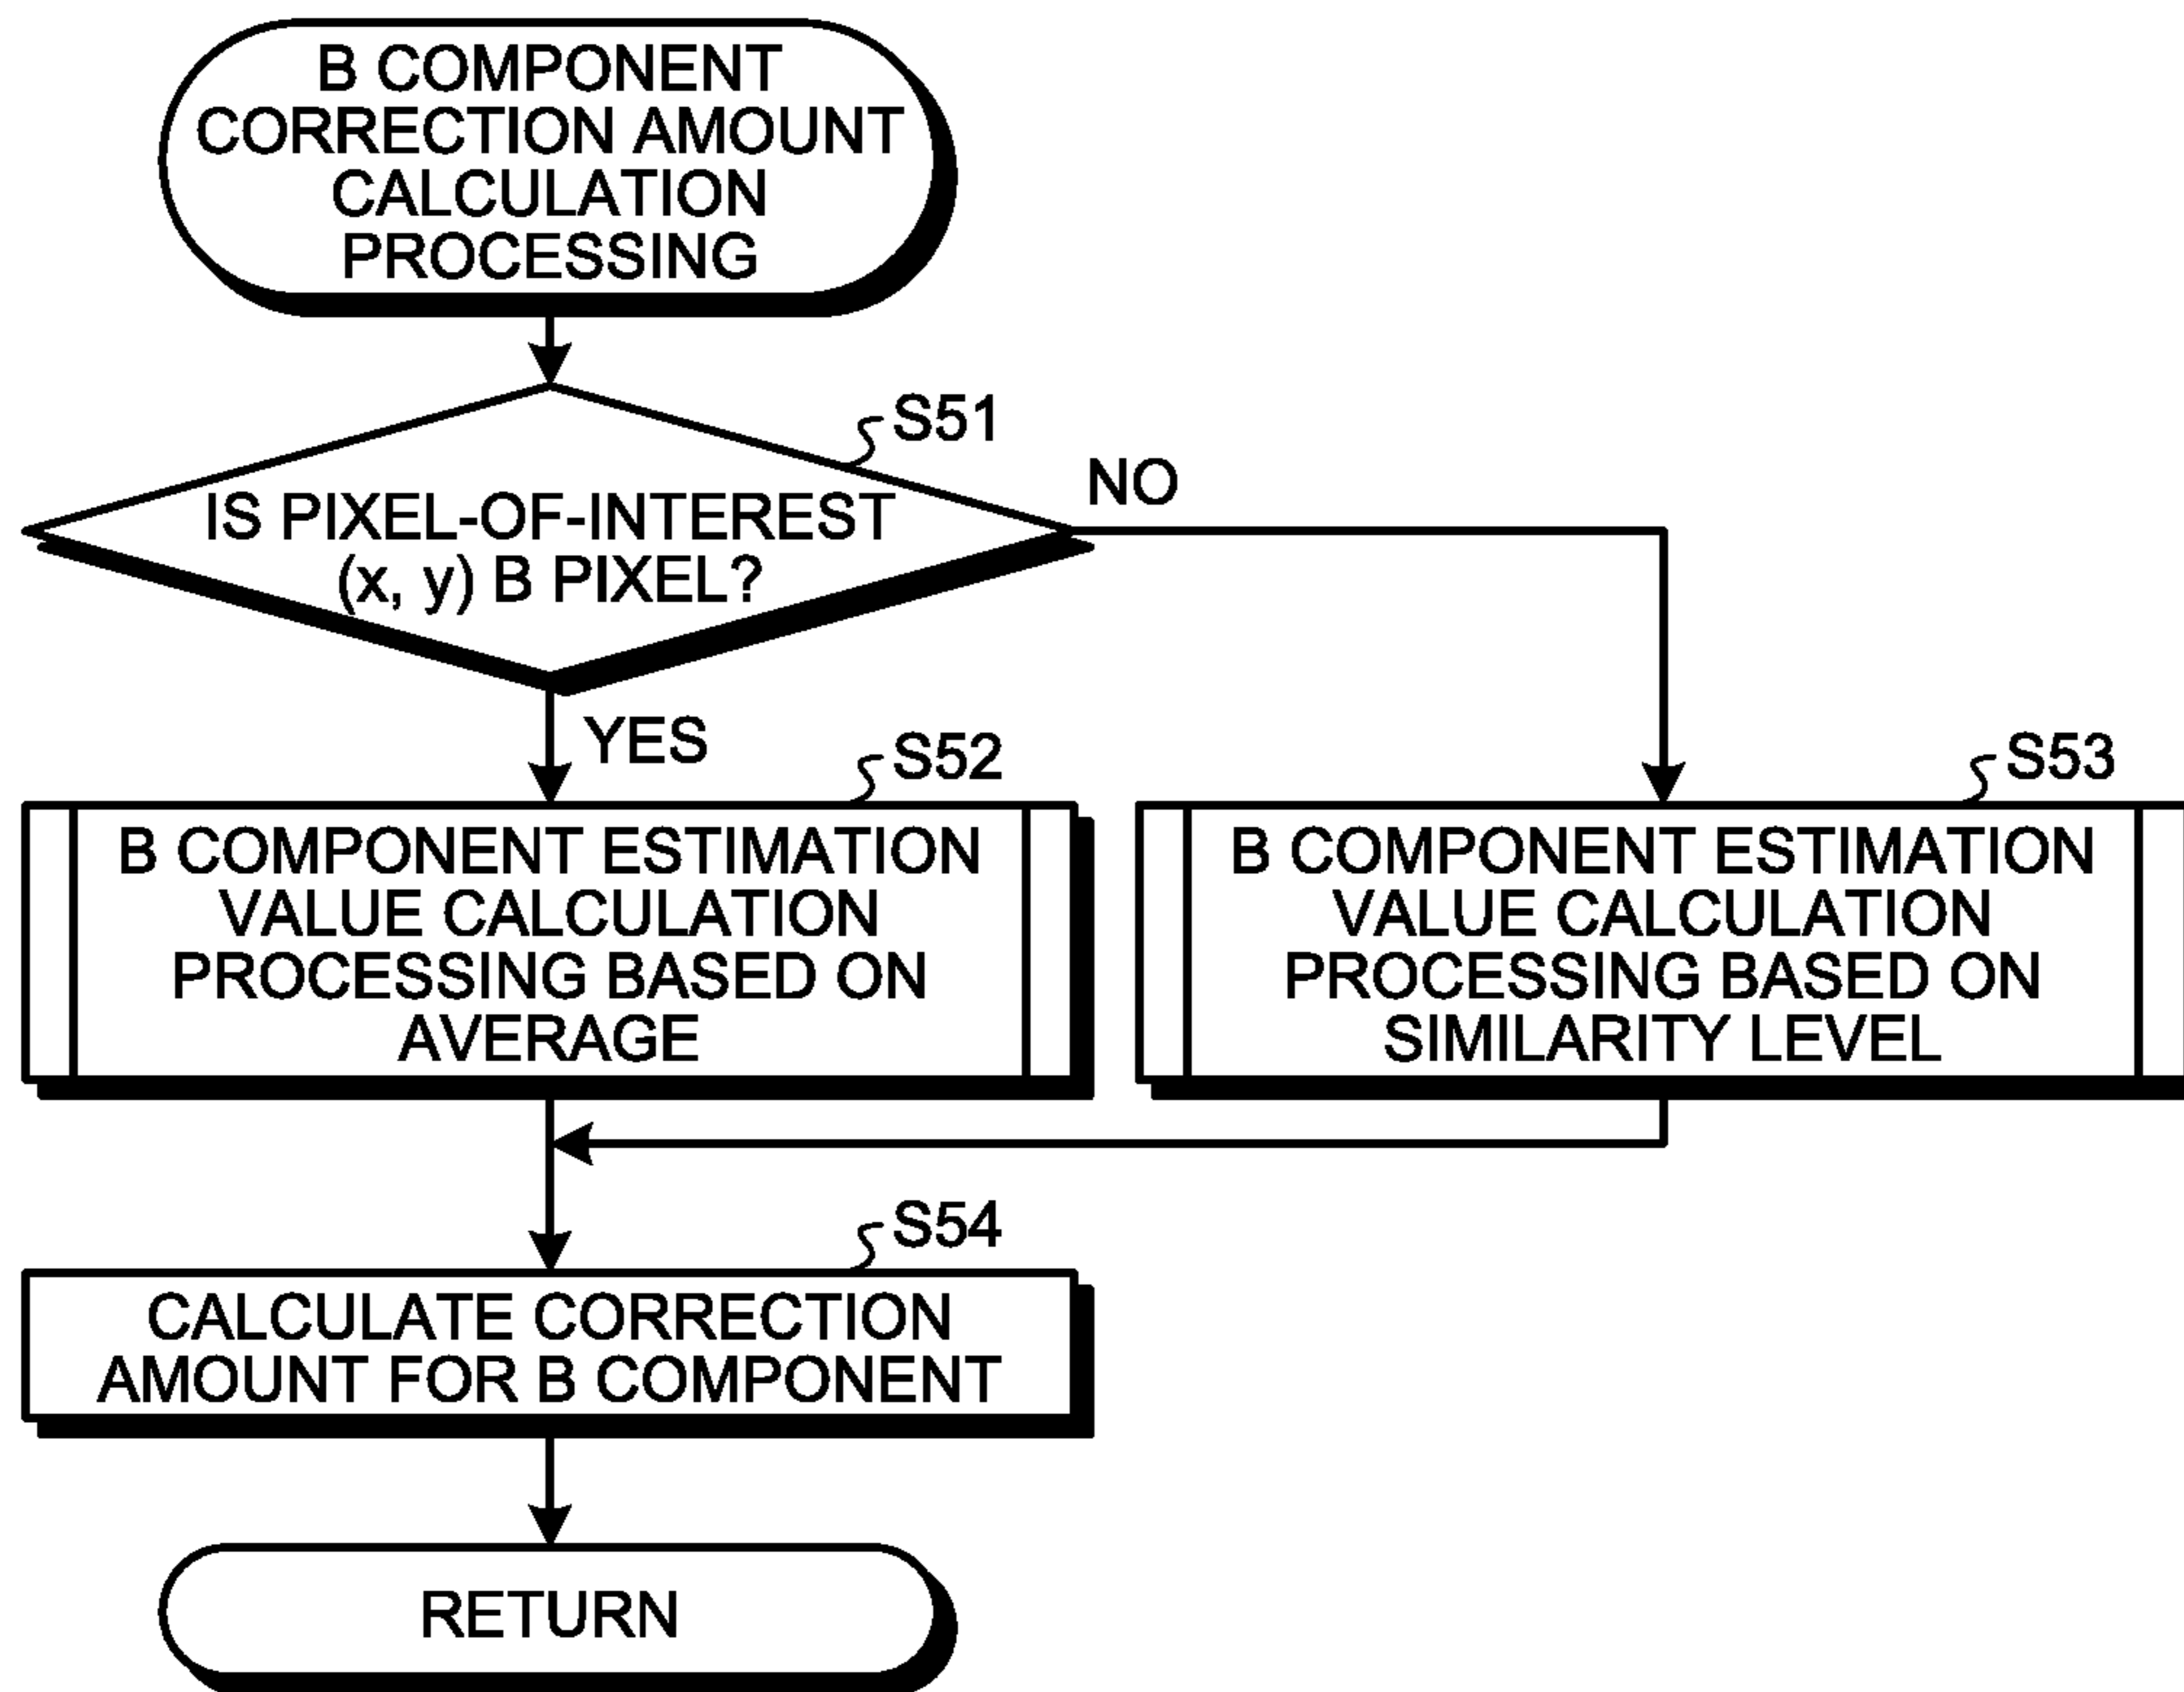 B COMPONENT
CORRECTION AMOUNT
CALCULATION
PROCESSING
S51
IS PIXEL-OF-INTEREST
(x, y) B PIXEL?
NO
YES
S52
B COMPONENT ESTIMATION
VALUE CALCULATION
PROCESSING BASED ON
AVERAGE
S53
B COMPONENT ESTIMATION
VALUE CALCULATION
PROCESSING BASED ON
SIMILARITY LEVEL
S54
CALCULATE CORRECTION
AMOUNT FOR B COMPONENT
RETURN